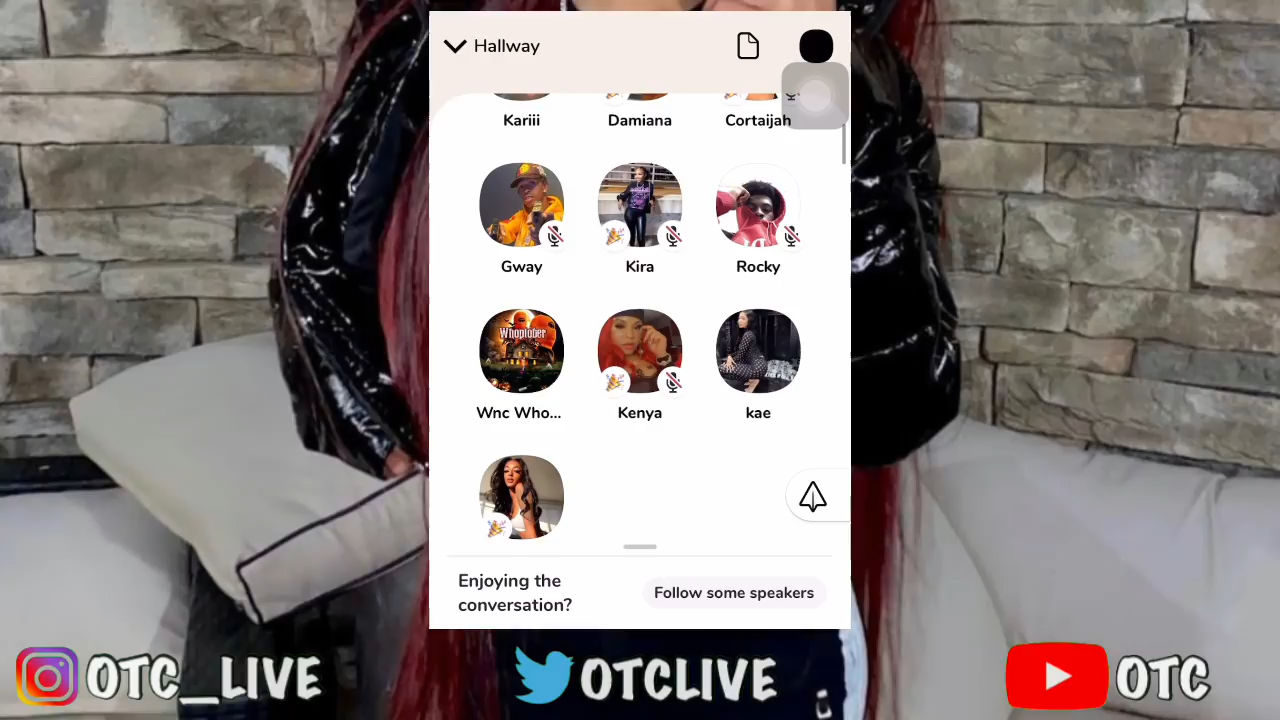 Hallway
Kariii
Damiana
Cortaijah
Gway
Kira
Rocky
Whoptober
Wnc Who...
Kenya
kae
Enjoying the
conversation?
Follow some speakers
OTC_LIVE
OTCLIVE
OTC